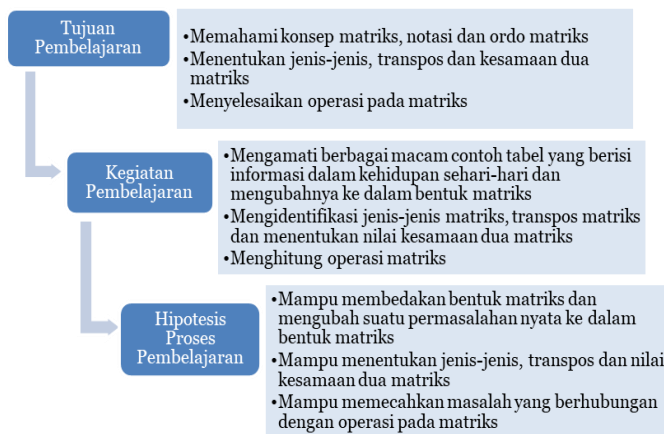 Tujuan
Pembelajaran
•Memahami konsep matriks, notasi dan ordo matriks
•Menentukan jenis-jenis, transpos dan kesamaan dua
matriks
•Menyelesaikan operasi pada matriks
Kegiatan
Pembelajaran
•Mengamati berbagai macam contoh tabel yang berisi
informasi dalam kehidupan sehari-hari dan
mengubahnya ke dalam bentuk matriks
•Mengidentifikasi jenis-jenis matriks, transpos matriks
dan menentukan nilai kesamaan dua matriks
•Menghitung operasi matriks
Hipotesis
Proses
Pembelajaran
•Mampu membedakan bentuk matriks dan
mengubah suatu permasalahan nyata ke dalam
bentuk matriks
•Mampu menentukan jenis-jenis, transpos dan nilai
kesamaan dua matriks
•Mampu memecahkan masalah yang berhubungan
dengan operasi pada matriks